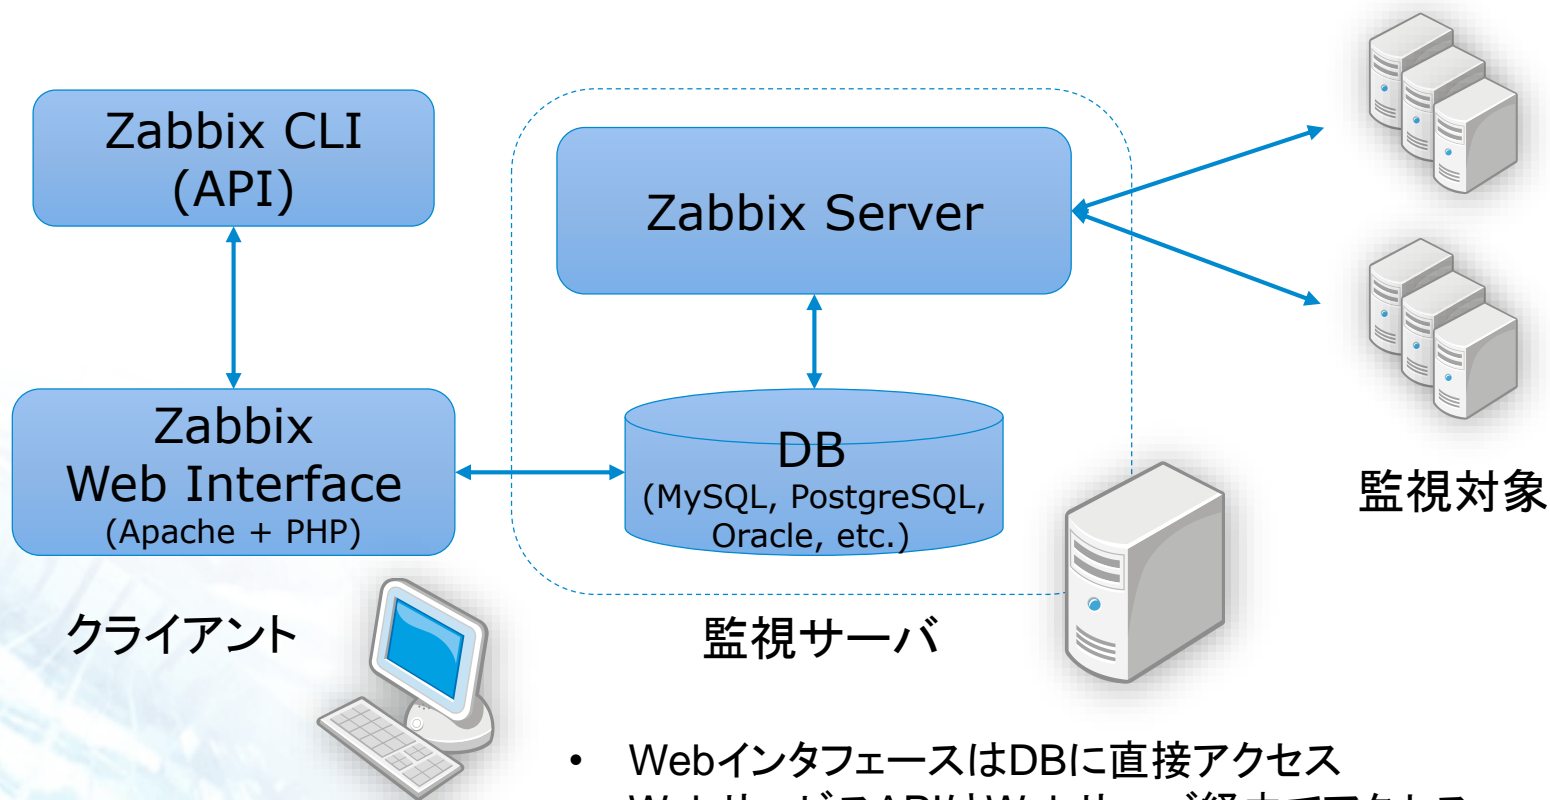 Zabbix CLI
(API)
Zabbix Server
Zabbix
Web Interface
(Apache + PHP)
DB
(MySQL, PostgreSQL,
Oracle, etc.)
監視対象
クライアント
監視サーバ
• WebインタフェースはDBに直接アクセス